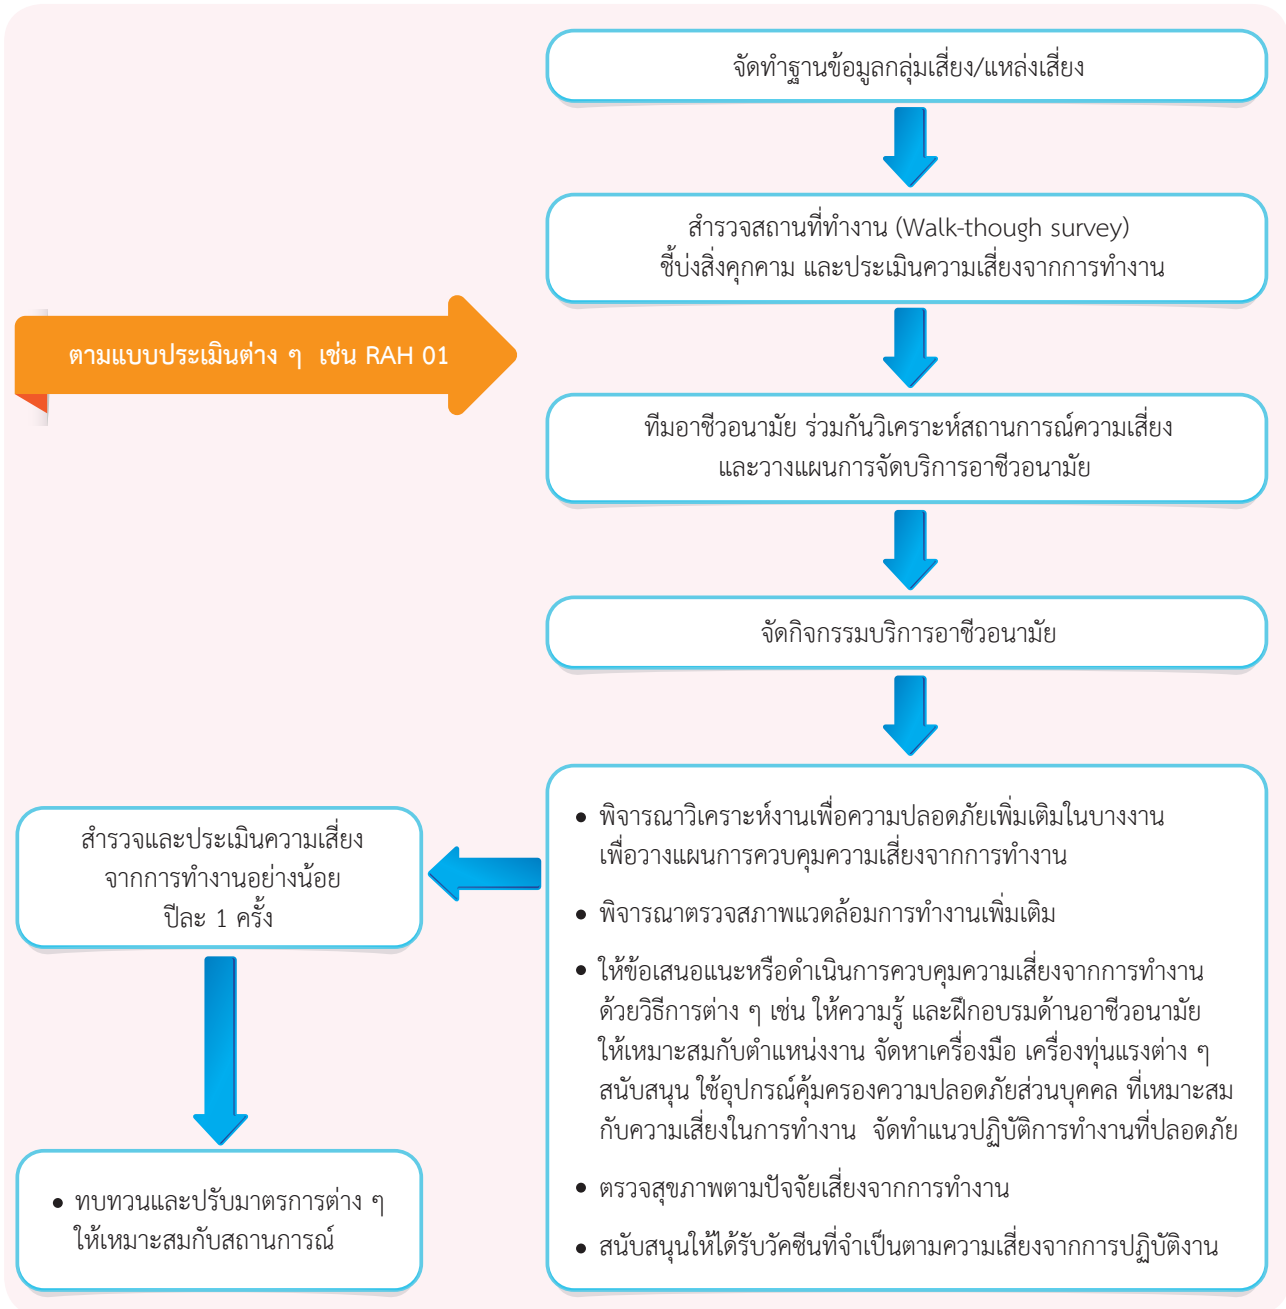 จัดทำฐานข้อมูลกลุ่มเสี่ยง/แหล่งเสี่ยง
สำรวจสถานที่ทำงาน (Walk-though survey)
ชี้บ่งสิ่งคุกคาม และประเมินความเสี่ยงจากการทำงาน
ตามแบบประเมินต่าง ๆ เช่น RAH 01
ทีมอาชีวอนามัย ร่วมกันวิเคราะห์สถานการณ์ความเสี่ยง
และวางแผนการจัดบริการอาชีวอนามัย
จัดกิจกรรมบริการอาชีวอนามัย
• พิจารณาวิเคราะห์งานเพื่อความปลอดภัยเพิ่มเติมในบางงาน
เพื่อวางแผนการควบคุมความเสี่ยงจากการทำงาน
• พิจารณาตรวจสภาพแวดล้อมการทำงานเพิ่มเติม
• ให้ข้อเสนอแนะหรือดำเนินการควบคุมความเสี่ยงจากการทำงาน
ด้วยวิธีการต่าง ๆ เช่น ให้ความรู้ และฝึกอบรมด้านอาชีวอนามัย
ให้เหมาะสมกับตำแหน่งงาน จัดหาเครื่องมือ เครื่องทุ่นแรงต่าง ๆ
สนับสนุน ใช้อุปกรณ์คุ้มครองความปลอดภัยส่วนบุคคล ที่เหมาะสม
กับความเสี่ยงในการทำงาน จัดทำแนวปฏิบัติการทำงานที่ปลอดภัย
• ตรวจสุขภาพตามปัจจัยเสี่ยงจากการทำงาน
• สนับสนุนให้ได้รับวัคซีนที่จำเป็นตามความเสี่ยงจากการปฏิบัติงาน
สำรวจและประเมินความเสี่ยง
จากการทำงานอย่างน้อย
ปีละ 1 ครั้ง
• ทบทวนและปรับมาตรการต่าง ๆ
ให้เหมาะสมกับสถานการณ์